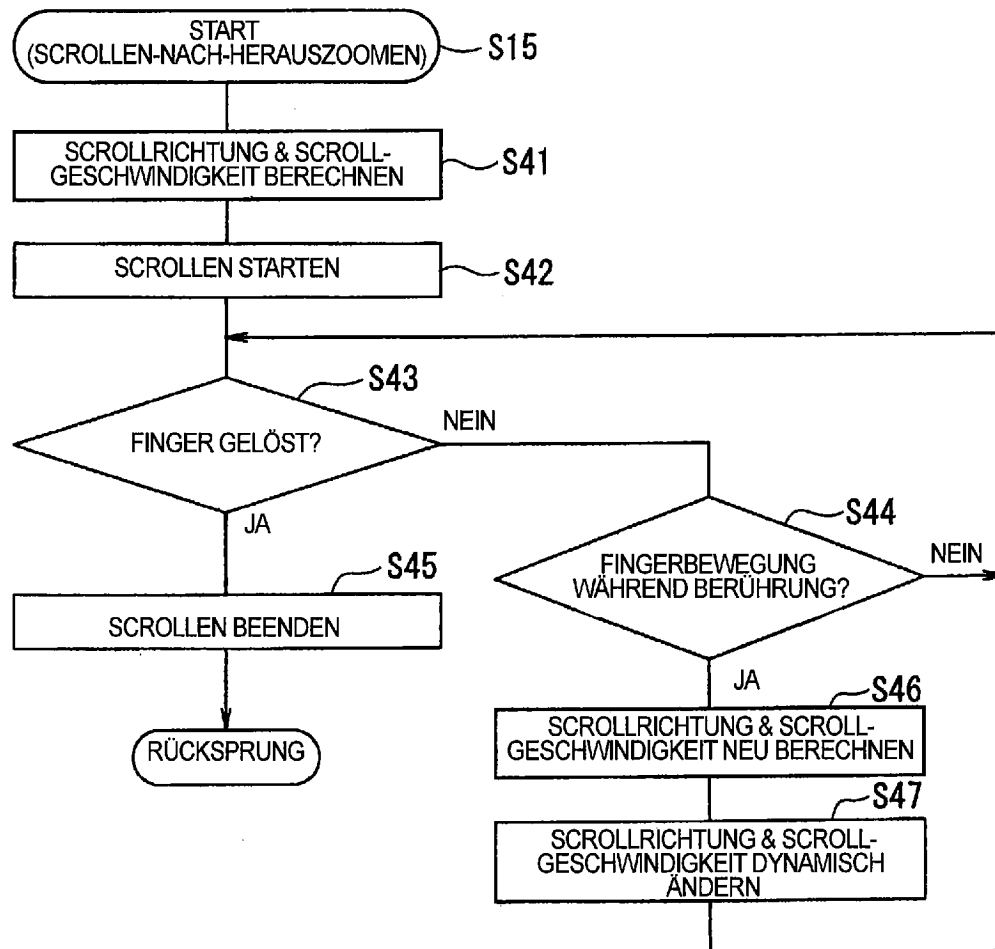 START
(SCROLLEN-NACH-HERAUSZOOMEN)
S15
SCROLLRICHTUNG & SCROLL-
GESCHWINDIGKEIT BERECHNEN
S41
SCROLLEN STARTEN
S42
S43
FINGER GELÖST?
NEIN
JA
S44
FINGERBEWEGUNG
WÄHREND BERÜHRUNG?
NEIN
JA
S45
SCROLLEN BEENDEN
RÜCKSPRUNG
S46
SCROLLRICHTUNG & SCROLL-
GESCHWINDIGKEIT NEU BERECHNEN
S47
SCROLLRICHTUNG & SCROLL-
GESCHWINDIGKEIT DYNAMISCH
ÄNDERN